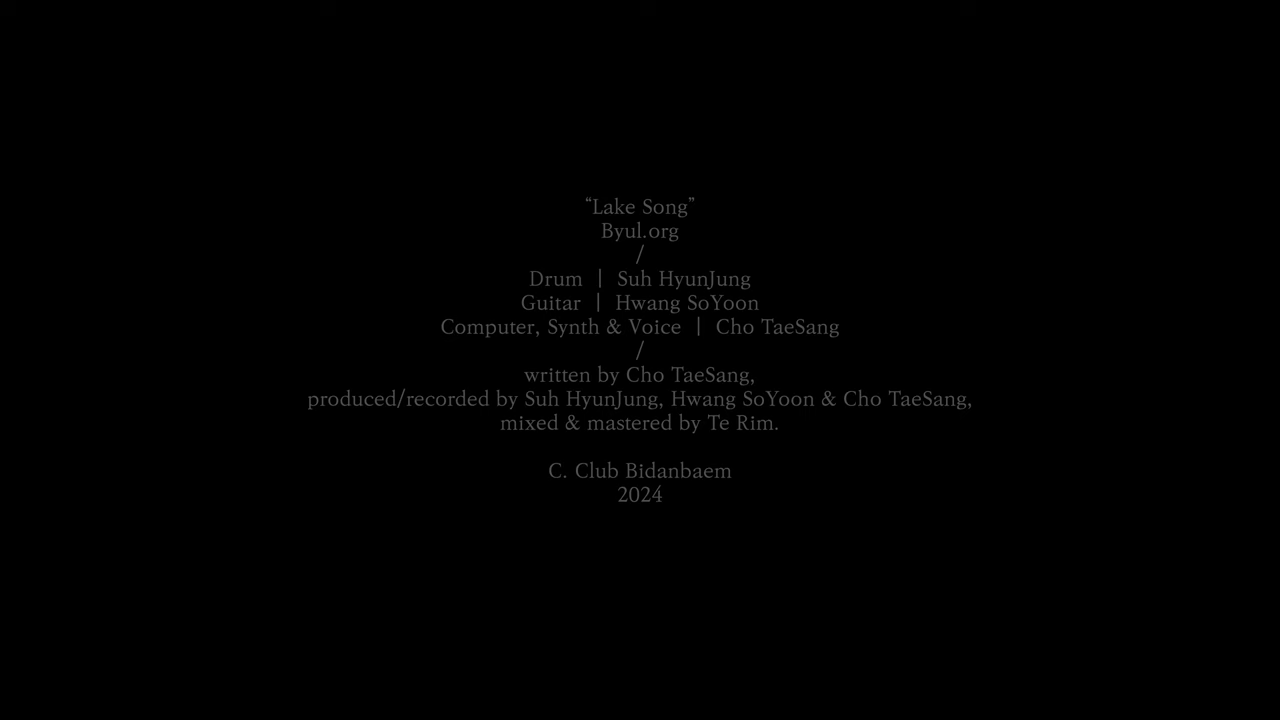 “Lake Song”
Byul.org
/
Drum | Suh HyunJung
Guitar | Hwang SoYoon
Computer, Synth & Voice | Cho TaeSang
/
written by Cho TaeSang,
produced/recorded by Suh HyunJung, Hwang SoYoon & Cho TaeSang,
mixed & mastered by Te Rim.
C. Club Bidanbaem
2024